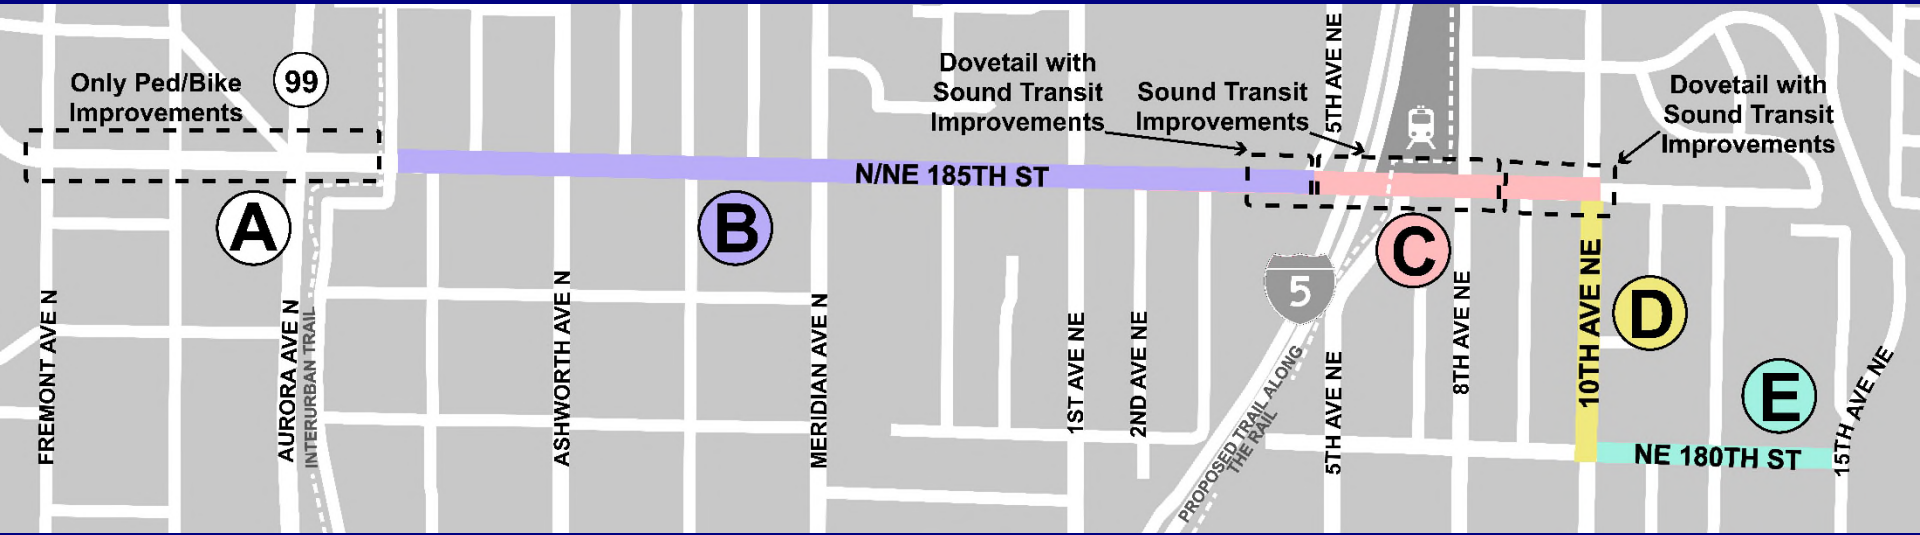 Only Ped/Bike
Improvements
99
Dovetail with
Sound Transit
Improvements
Sound Transit
Improvements
5TH AVE NE
Dovetail with
Sound Transit
Improvements
N/NE 185TH ST
A
B
C
5
D
E
FREMONT AVE N
AURORA AVE N
INTERURBAN TRAIL
ASHWORTH AVE N
MERIDIAN AVE N
1ST AVE NE
2ND AVE NE
PROPOSED TRAIL ALONG
THE RAIL
5TH AVE NE
8TH AVE NE
10TH AVE NE
NE 180TH ST
15TH AVE NE